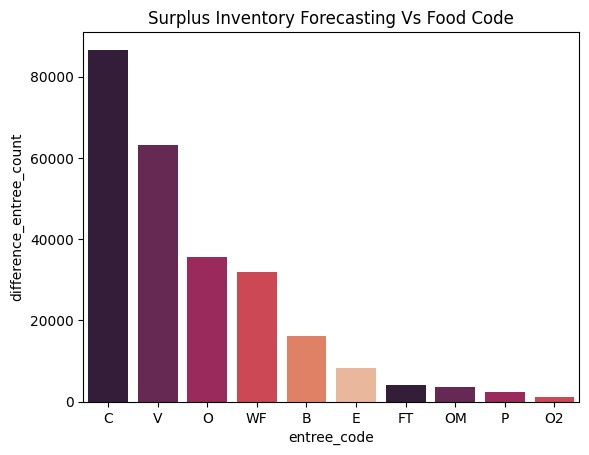 Surplus Inventory Forecasting Vs Food Code
difference_entree_count
80000
60000
40000
20000
0
C V O WF B E FT OM P O2
entree_code